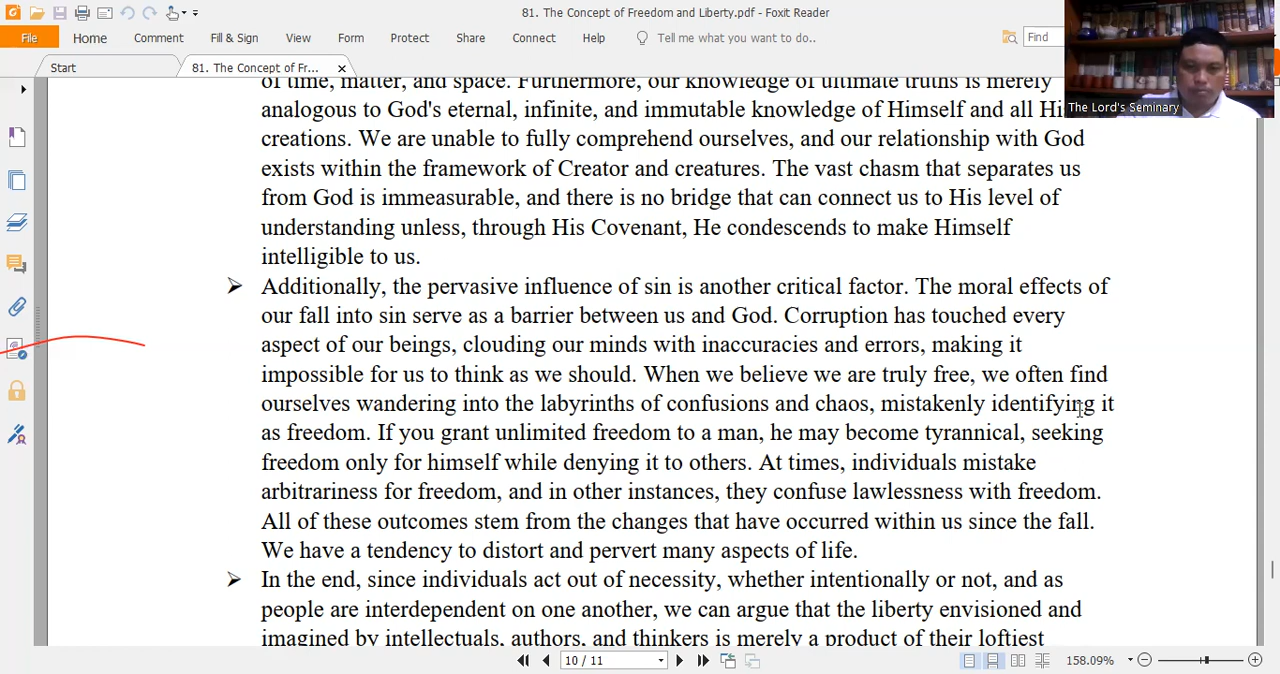 81. The Concept of Freedom and Liberty.pdf - Foxit Reader
File Home Comment Fill & Sign View Form Protect Share Connect Help Tell me what you want to do.. Find
Start 81. The Concept of Fr...
The Lord's Seminary
of time, matter, and space. Furthermore, our knowledge of ultimate truths is merely
analogous to God's eternal, infinite, and immutable knowledge of Himself and all
creations. We are unable to fully comprehend ourselves, and our relationship with God
exists within the framework of Creator and creatures. The vast chasm that separates us
from God is immeasurable, and there is no bridge that can connect us to His level of
understanding unless, through His Covenant, He condescends to make Himself
intelligible to us.
➢ Additionally, the pervasive influence of sin is another critical factor. The moral effects of
our fall into sin serve as a barrier between us and God. Corruption has touched every
aspect of our beings, clouding our minds with inaccuracies and errors, making it
impossible for us to think as we should. When we believe we are truly free, we often find
ourselves wandering into the labyrinths of confusions and chaos, mistakenly identifying it
as freedom. If you grant unlimited freedom to a man, he may become tyrannical, seeking
freedom only for himself while denying it to others. At times, individuals mistake
arbitrariness for freedom, and in other instances, they confuse lawlessness with freedom.
All of these outcomes stem from the changes that have occurred within us since the fall.
We have a tendency to distort and pervert many aspects of life.
➢ In the end, since individuals act out of necessity, whether intentionally or not, and as
people are interdependent on one another, we can argue that the liberty envisioned and
imagined by intellectuals, authors, and thinkers is merely a product of their loftiest
10 / 11 158.09%